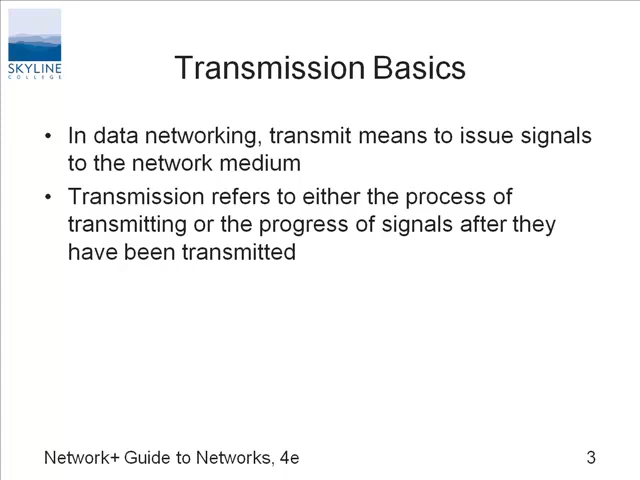 SKYLINE
COLLEGE
Transmission Basics
• In data networking, transmit means to issue signals
to the network medium
• Transmission refers to either the process of
transmitting or the progress of signals after they
have been transmitted
Network+ Guide to Networks, 4e
3